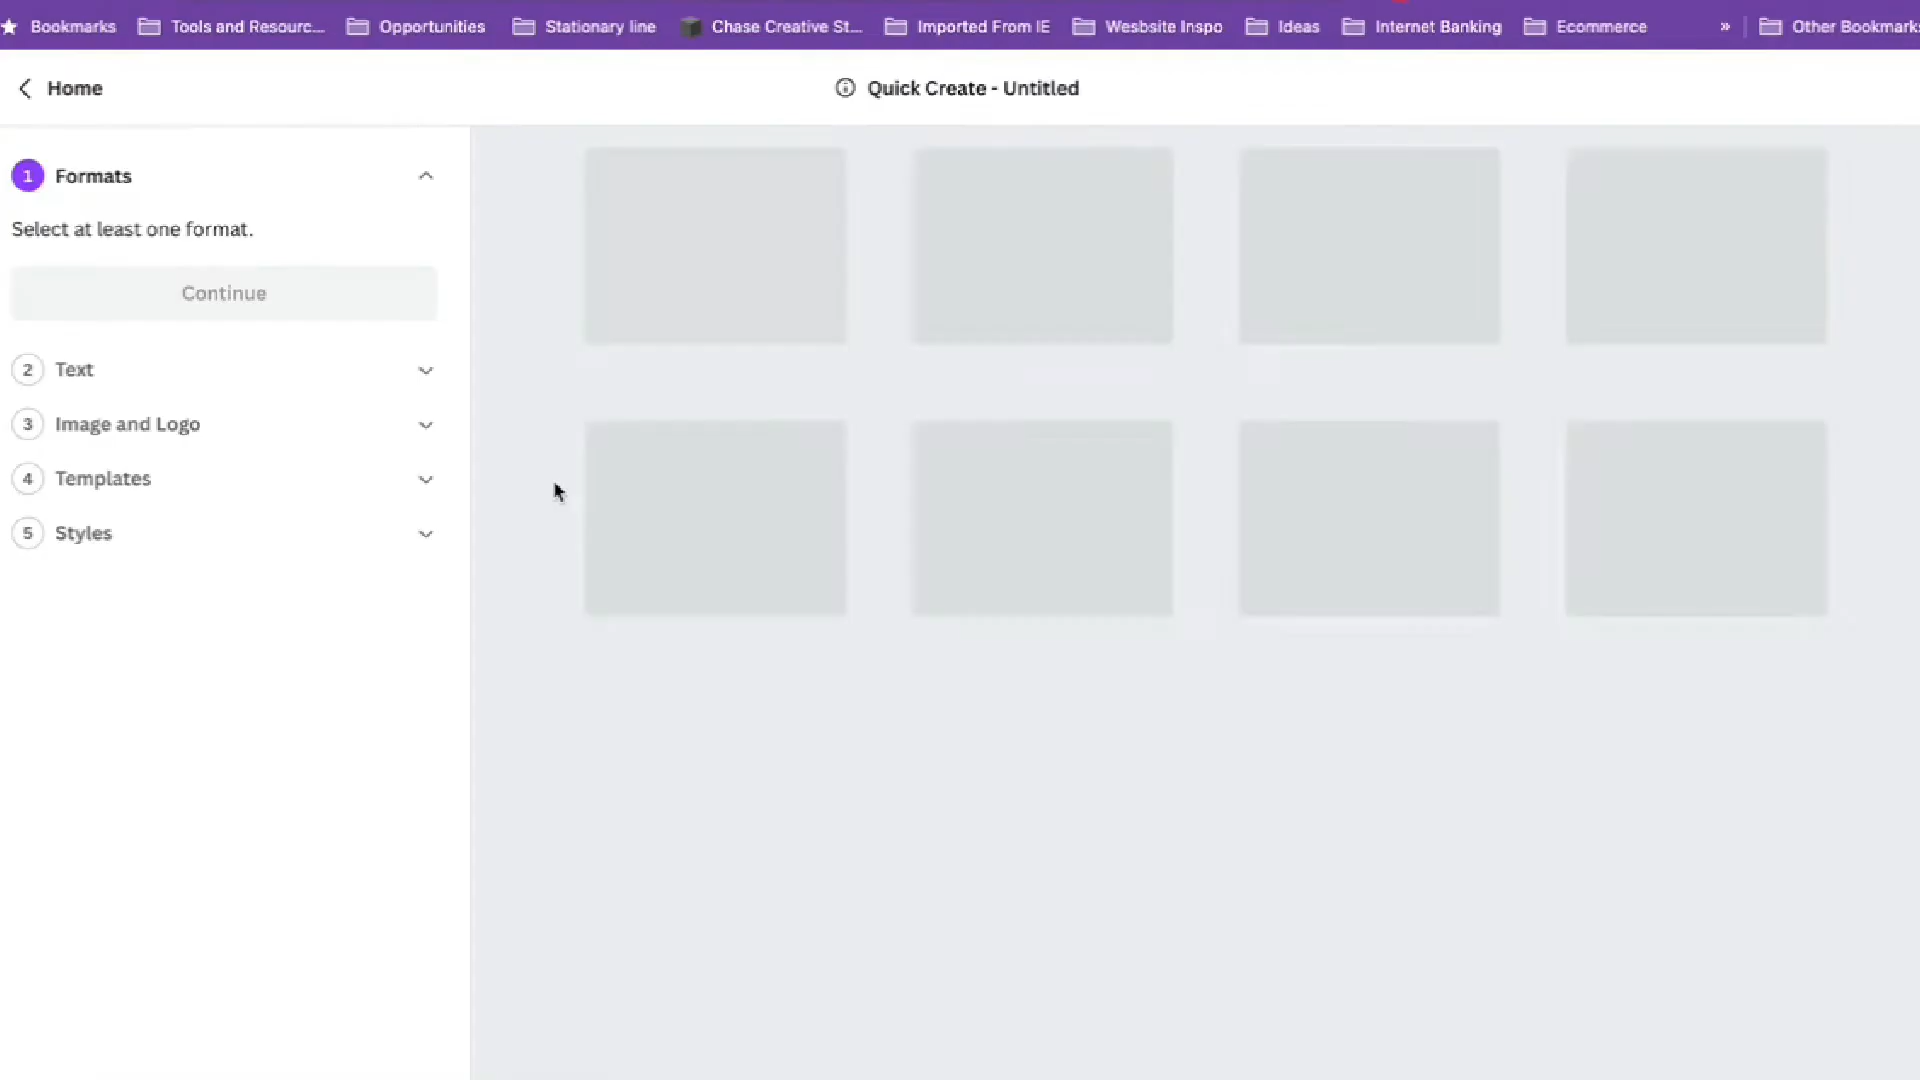 Bookmarks Tools and Resourc... Opportunities Stationary line Chase Creative St... Imported From IE Wesbsite Inspo Ideas Internet Banking Ecommerce » Other Bookmarks
Home
Quick Create - Untitled
1 Formats
Select at least one format.
Continue
2 Text
3 Image and Logo
4 Templates
5 Styles